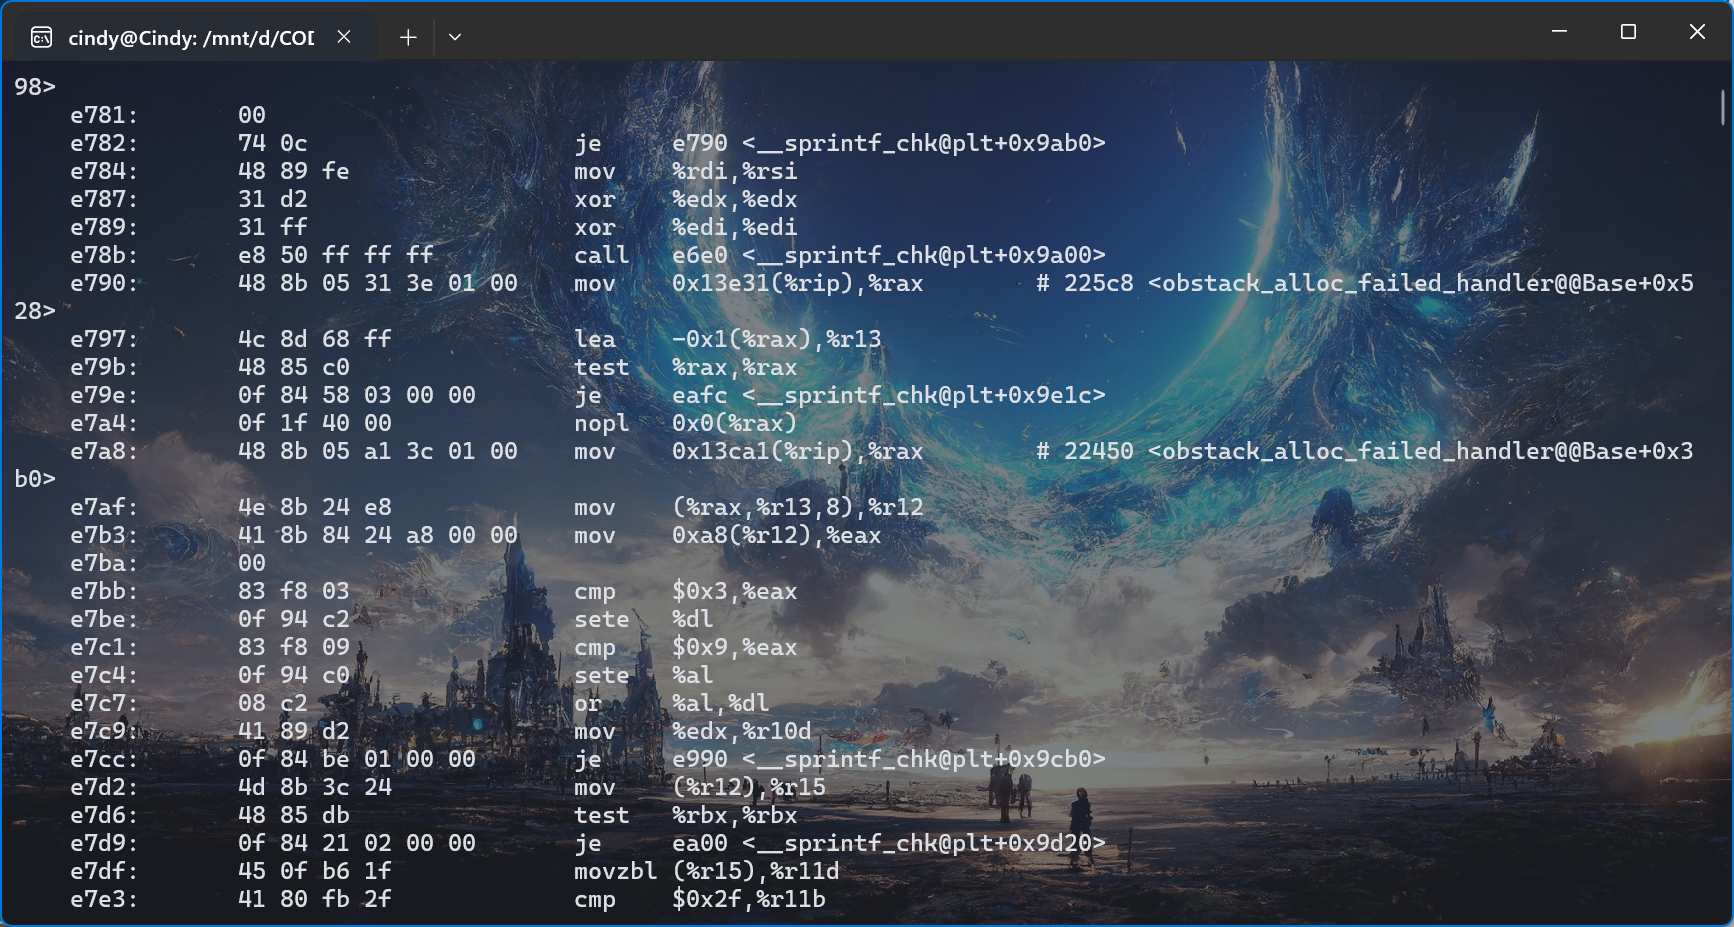 cindy@Cindy: /mnt/d/COD
98>
e781: 00
e782: 74 0c je e790 <__sprintf_chk@plt+0x9ab0>
e784: 48 89 fe mov %rdi,%rsi
e787: 31 d2 xor %edx,%edx
e789: 31 ff xor %edi,%edi
e78b: e8 50 ff ff ff call e6e0 <__sprintf_chk@plt+0x9a00>
e790: 48 8b 05 31 3e 01 00 mov 0x13e31(%rip),%rax # 225c8 <obstack_alloc_failed_handler@@Base+0x5
28>
e797: 4c 8d 68 ff lea -0x1(%rax),%r13
e79b: 48 85 c0 test %rax,%rax
e79e: 0f 84 58 03 00 00 je eafc <__sprintf_chk@plt+0x9e1c>
e7a4: 0f 1f 40 00 nopl 0x0(%rax)
e7a8: 48 8b 05 a1 3c 01 00 mov 0x13ca1(%rip),%rax # 22450 <obstack_alloc_failed_handler@@Base+0x3
b0>
e7af: 4e 8b 24 e8 mov (%rax,%r13,8),%r12
e7b3: 41 8b 84 24 a8 00 00 mov 0xa8(%r12),%eax
e7ba: 00
e7bb: 83 f8 03 cmp $0x3,%eax
e7be: 0f 94 c2 sete %dl
e7c1: 83 f8 09 cmp $0x9,%eax
e7c4: 0f 94 c0 sete %al
e7c7: 08 c2 or %al,%dl
e7c9: 41 89 d2 mov %edx,%r10d
e7cc: 0f 84 be 01 00 00 je e990 <__sprintf_chk@plt+0x9cb0>
e7d2: 4d 8b 3c 24 mov (%r12),%r15
e7d6: 48 85 db test %rbx,%rbx
e7d9: 0f 84 21 02 00 00 je ea00 <__sprintf_chk@plt+0x9d20>
e7df: 45 0f b6 1f movzbl (%r15),%r11d
e7e3: 41 80 fb 2f cmp $0x2f,%r11b